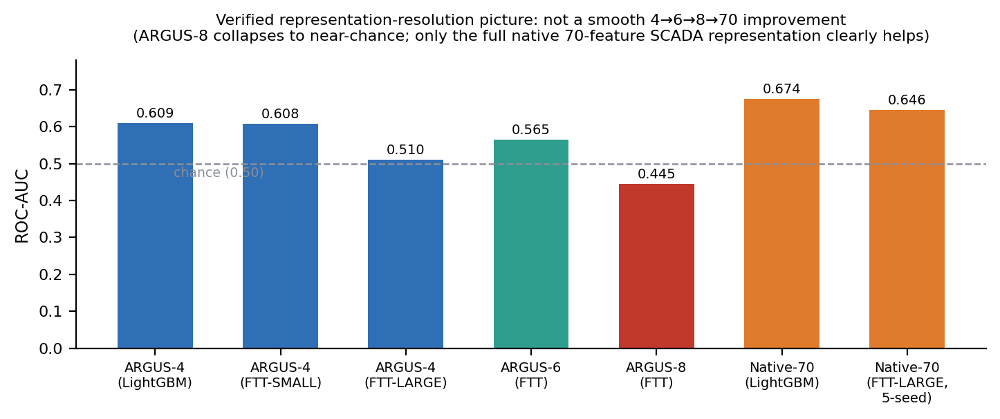 Verified representation-resolution picture: not a smooth 4→6→8→70 improvement
(ARGUS-8 collapses to near-chance; only the full native 70-feature SCADA representation clearly helps)
ROC-AUC
0.7
0.6
0.5
0.4
0.3
0.2
0.1
0.0
0.609
0.608
0.510
0.565
0.445
0.674
0.646
chance (0.50)
ARGUS-4
(LightGBM)
ARGUS-4
(FTT-SMALL)
ARGUS-4
(FTT-LARGE)
ARGUS-6
(FTT)
ARGUS-8
(FTT)
Native-70
(LightGBM)
Native-70
(FTT-LARGE,
5-seed)